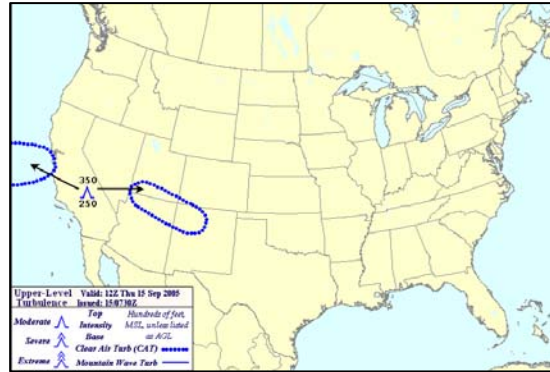 350
250
Upper-Level Valid: 12Z Thu 15 Sep 2005
Turbulence Issued: 15/0730Z
Moderate Top Hundreds of feet,
Intensity MSL, unless listed
Severe Base as AGL
Clear Air Turb (CAT)
Extreme Mountain Wave Turb